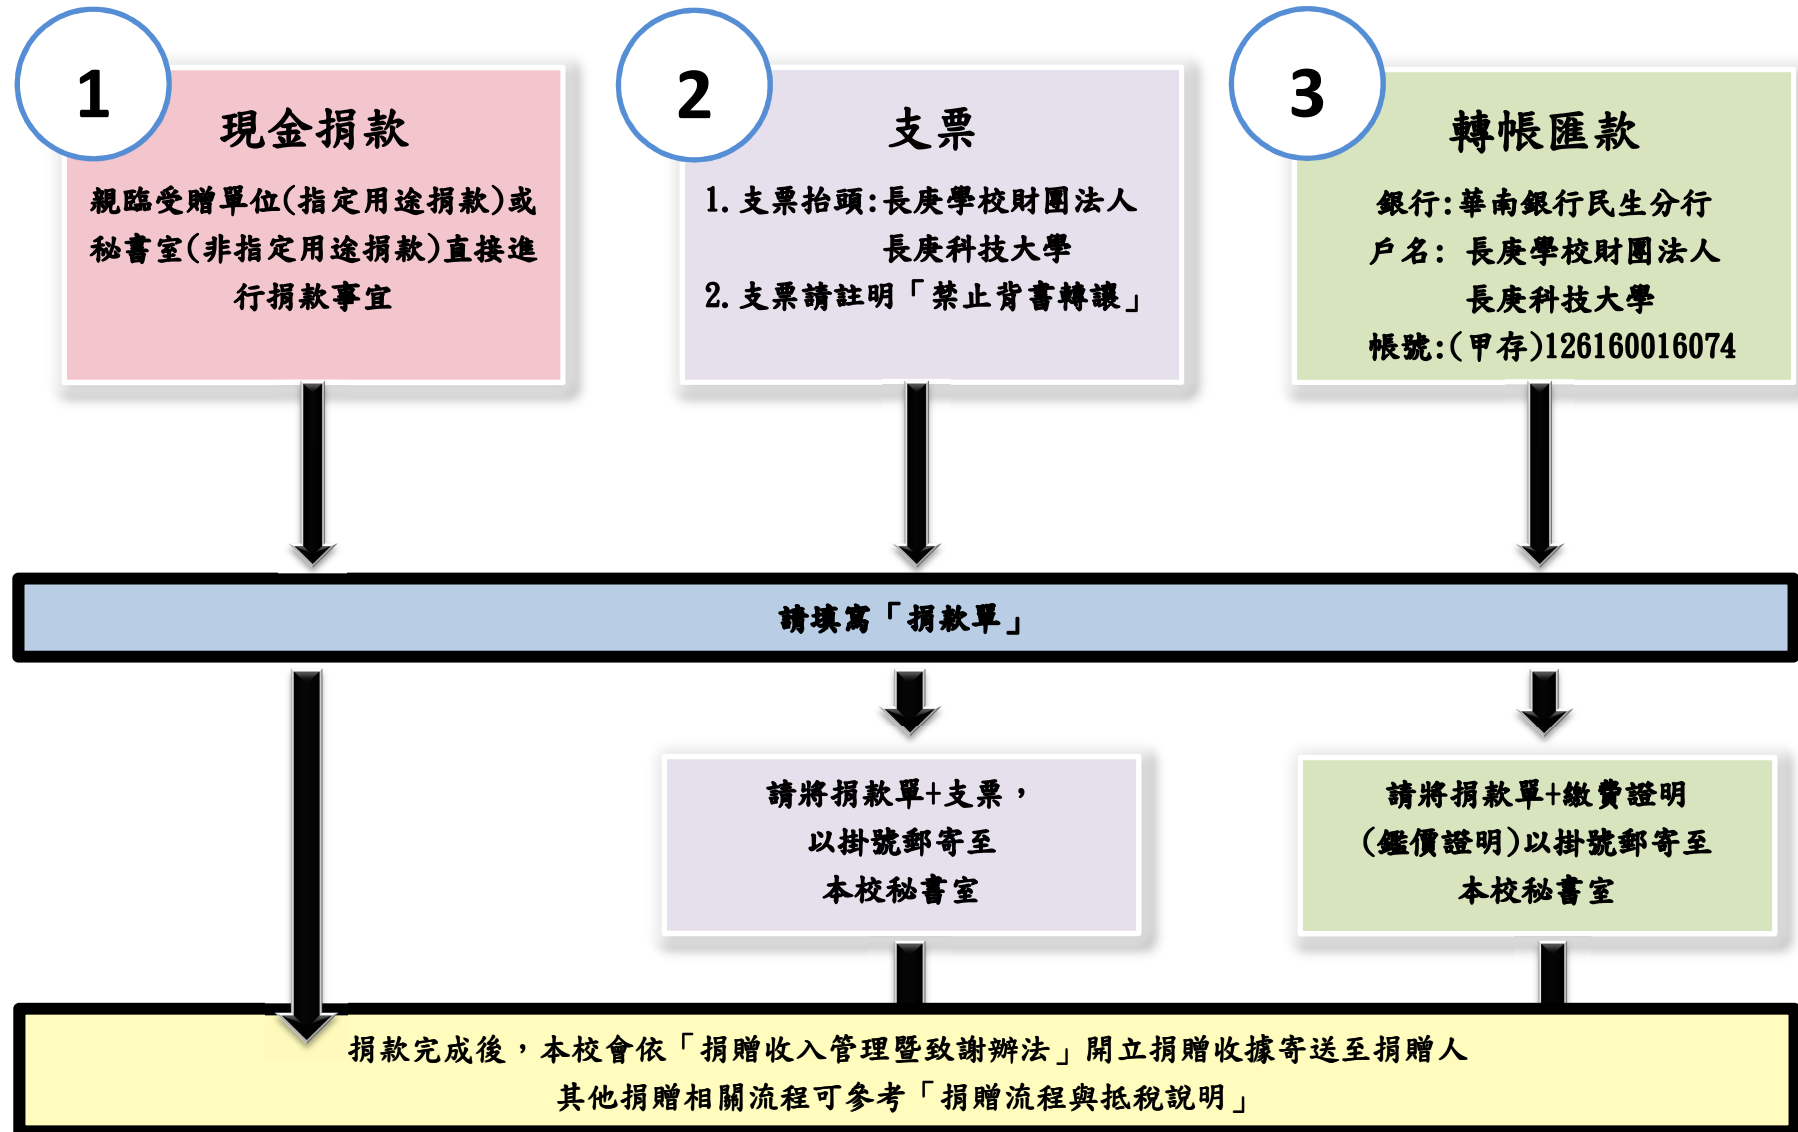 1
現金捐款
親臨受贈單位(指定用途捐款)或
秘書室(非指定用途捐款)直接進
行捐款事宜
2
支票
1.支票抬頭:長庚學校財團法人
長庚科技大學
2.支票請註明「禁止背書轉讓」
3
轉帳匯款
銀行:華南銀行民生分行
戶名: 長庚學校財團法人
長庚科技大學
帳號:(甲存)126160016074
請填寫「捐款單」
請將捐款單+支票，
以掛號郵寄至
本校秘書室
請將捐款單+繳費證明
(鑑價證明)以掛號郵寄至
本校秘書室
捐款完成後，本校會依「捐贈收入管理暨致謝辦法」開立捐贈收據寄送至捐贈人
其他捐贈相關流程可參考「捐贈流程與抵稅說明」